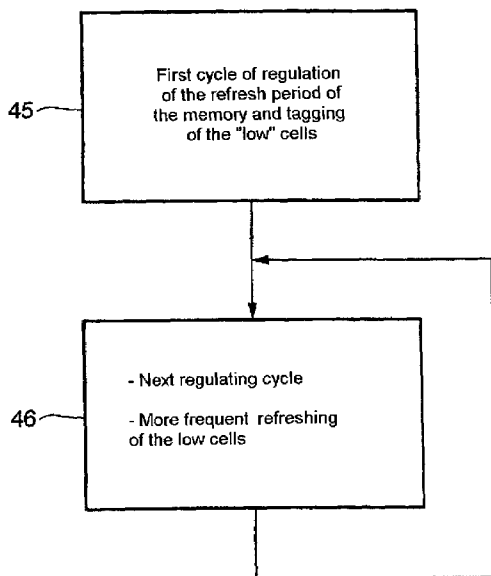 45
First cycle of regulation
of the refresh period of
the memory and tagging
of the "low" cells
46
- Next regulating cycle
- More frequent refreshing
of the low cells